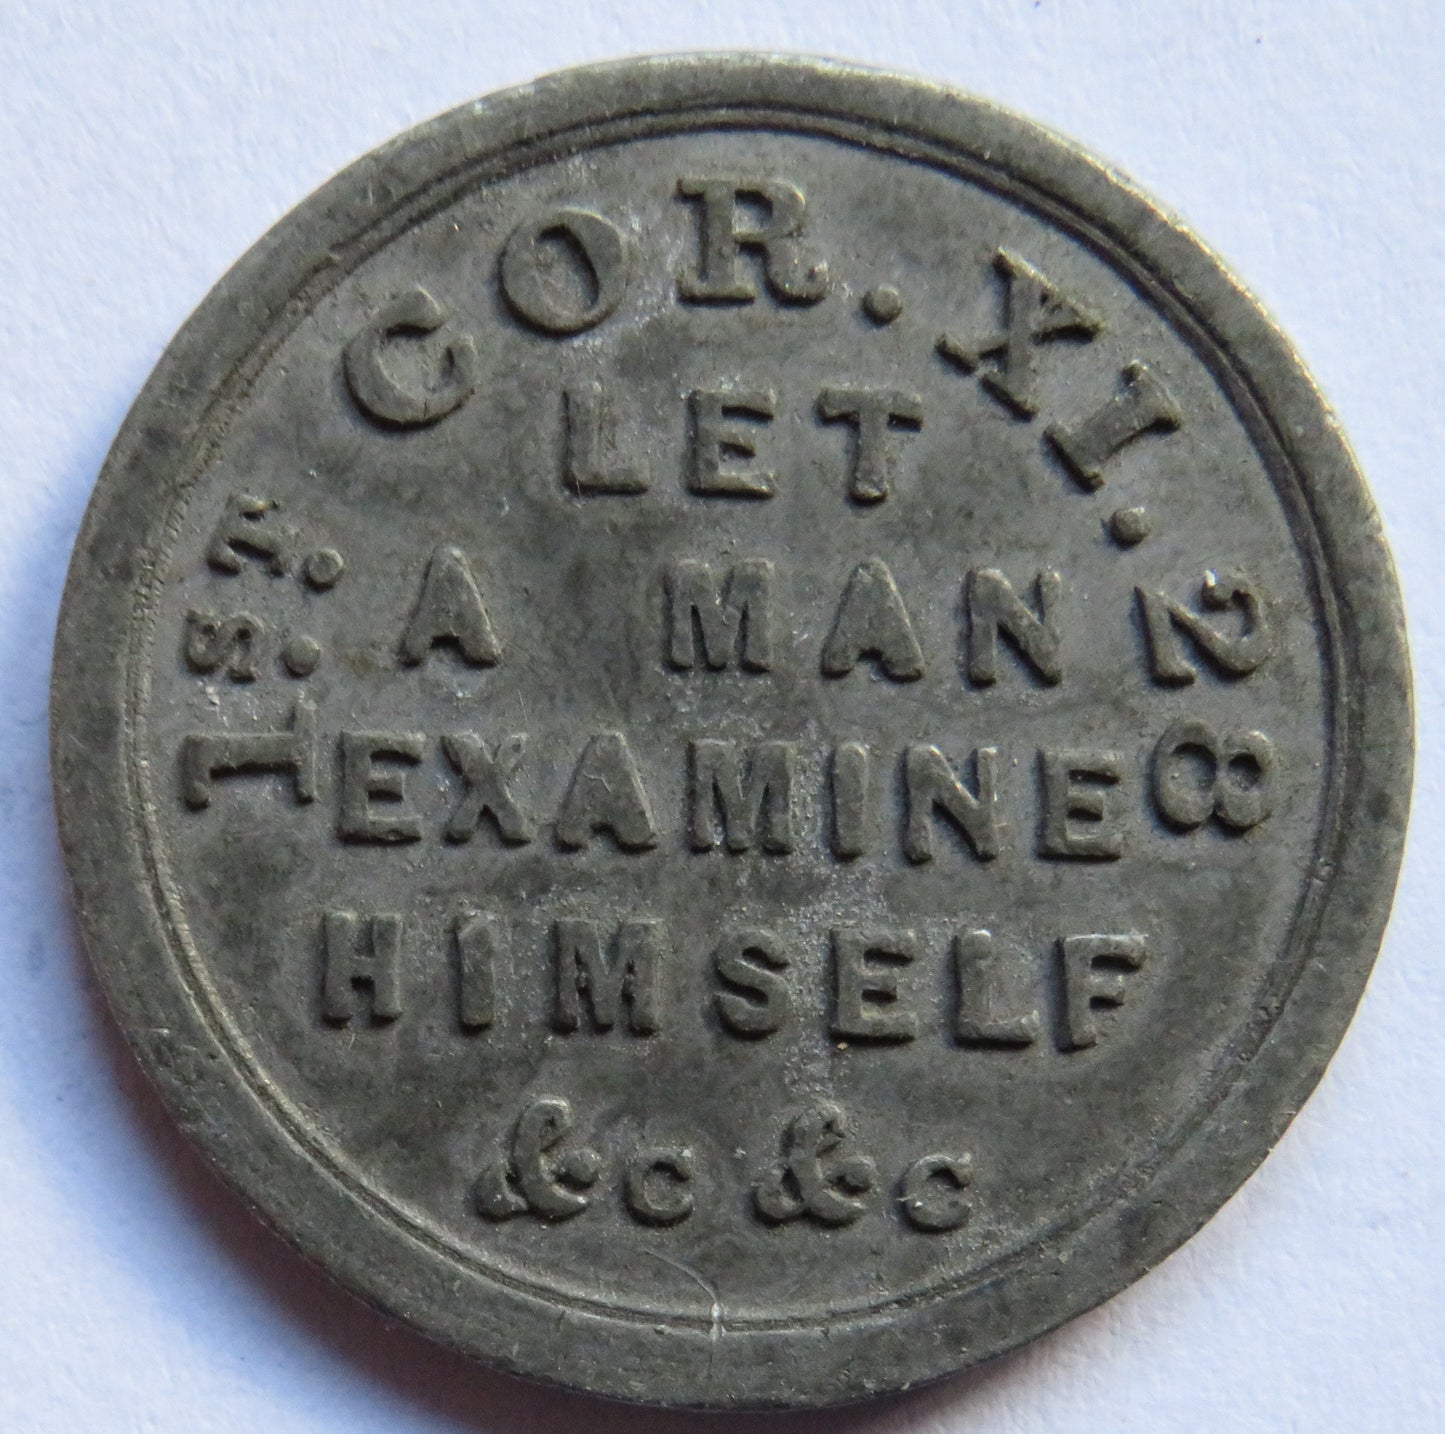 1ST. COR. XI. 28
LET
A MAN
EXAMINE
HIMSELF
&c &c